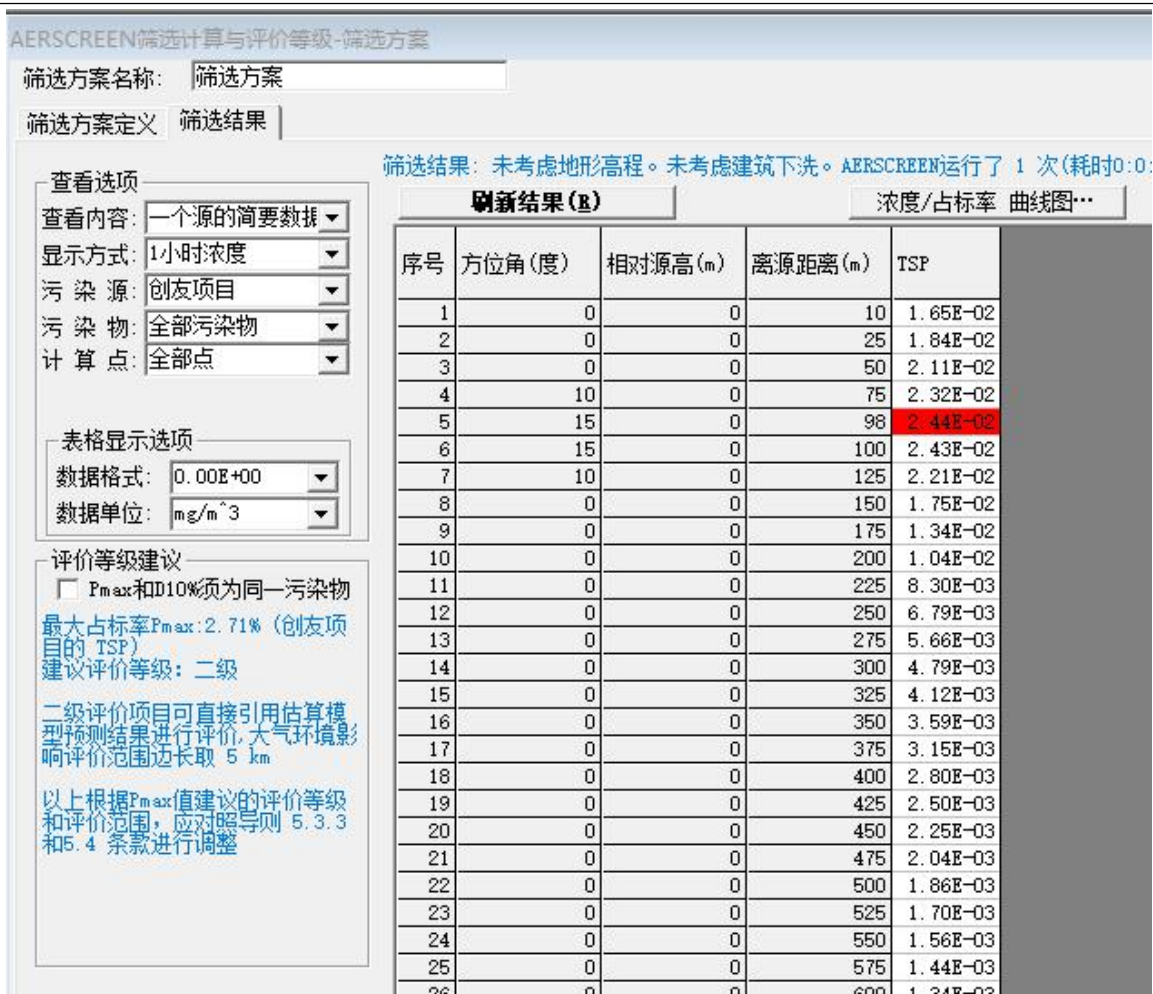 AERSCREEN筛选计算与评价等级-筛选方案
筛选方案名称: 筛选方案
筛选方案定义 筛选结果
筛选结果: 未考虑地形高程。未考虑建筑下洗。AERSCREEN运行了 1 次(耗时0:0:
查看选项
查看内容: 一个源的简要数据
显示方式: 1小时浓度
污 染 源: 创友项目
污 染 物: 全部污染物
计 算 点: 全部点
表格显示选项
数据格式: 0.00E+00
数据单位: mg/m^3
评价等级建议
Pmax和D10%须为同一污染物
最大占标率Pmax:2.71% (创友项
目的 TSP)
建议评价等级: 二级
二级评价项目可直接引用估算模
型预测结果进行评价,大气环境影
响评价范围边长取 5 km
以上根据Pmax值建议的评价等级
和评价范围,应对照导则 5.3.3
和5.4 条款进行调整
刷新结果(R) 浓度/占标率 曲线图…
序号 方位角(度) 相对源高(m) 离源距离(m) TSP
1 0 0 10 1.65E-02
2 0 0 25 1.84E-02
3 0 0 50 2.11E-02
4 10 0 75 2.32E-02
5 15 0 98 2.44E-02
6 15 0 100 2.43E-02
7 10 0 125 2.21E-02
8 0 0 150 1.75E-02
9 0 0 175 1.34E-02
10 0 0 200 1.04E-02
11 0 0 225 8.30E-03
12 0 0 250 6.79E-03
13 0 0 275 5.66E-03
14 0 0 300 4.79E-03
15 0 0 325 4.12E-03
16 0 0 350 3.59E-03
17 0 0 375 3.15E-03
18 0 0 400 2.80E-03
19 0 0 425 2.50E-03
20 0 0 450 2.25E-03
21 0 0 475 2.04E-03
22 0 0 500 1.86E-03
23 0 0 525 1.70E-03
24 0 0 550 1.56E-03
25 0 0 575 1.44E-03
26 0 0 600 1.34E-03